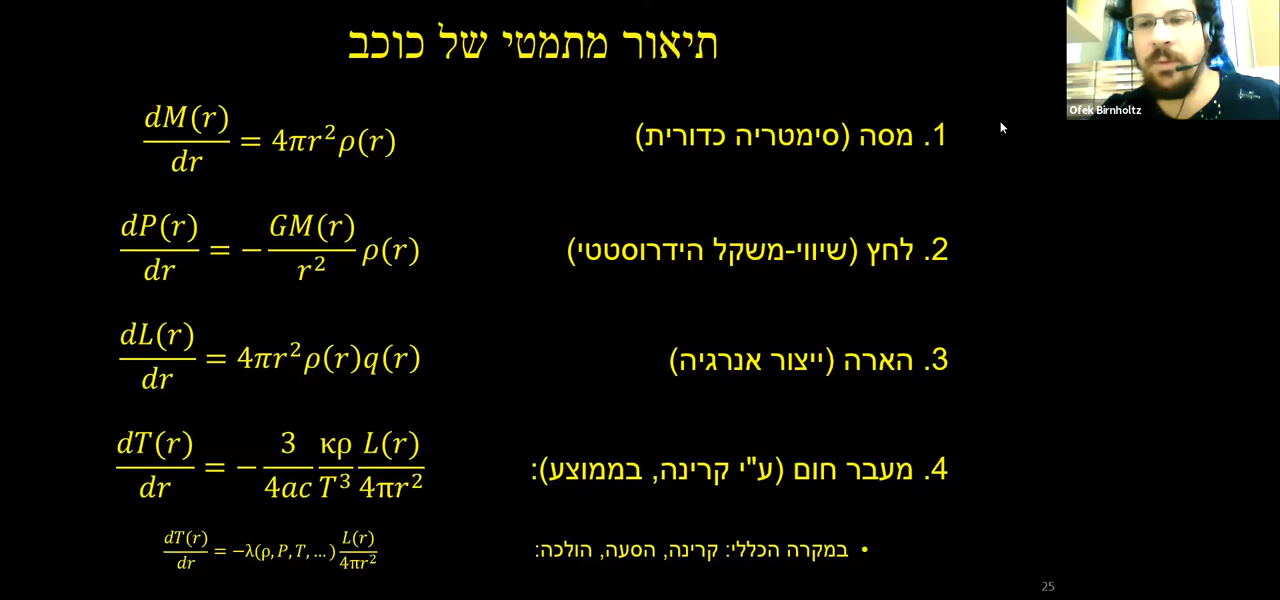 תיאור מתמטי של כוכב
Ofek Birnholtz
1. מסה (סימטריה כדורית)
dM(r)/dr = 4πr²ρ(r)
2. לחץ (שיווי-משקל הידרוסטטי)
dP(r)/dr = − GM(r)/r² ρ(r)
3. הארה (ייצור אנרגיה)
dL(r)/dr = 4πr²ρ(r)q(r)
4. מעבר חום (ע"י קרינה, בממוצע):
dT(r)/dr = − 3/4ac κρ/T³ L(r)/4πr²
• במקרה הכללי: קרינה, הסעה, הולכה:
dT(r)/dr = −λ(ρ, P, T, …) L(r)/4πr²
25